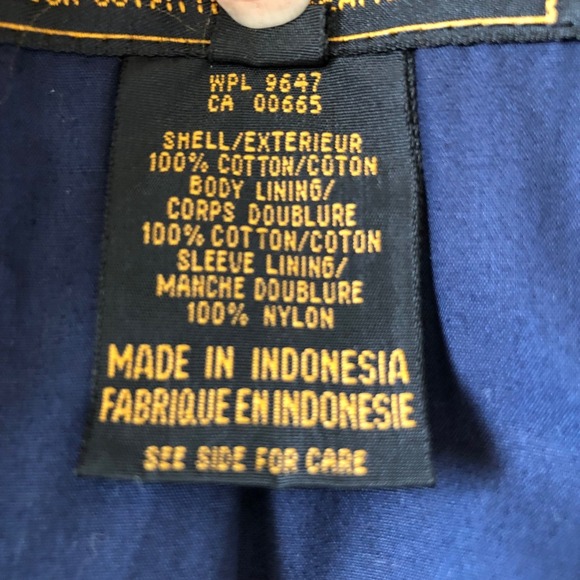 WPL 9647
CA 00665
SHELL/EXTERIEUR
100% COTTON/COTON
BODY LINING/
CORPS DOUBLURE
100% COTTON/COTON
SLEEVE LINING/
MANCHE DOUBLURE
100% NYLON
MADE IN INDONESIA
FABRIQUE EN INDONESIE
SEE SIDE FOR CARE